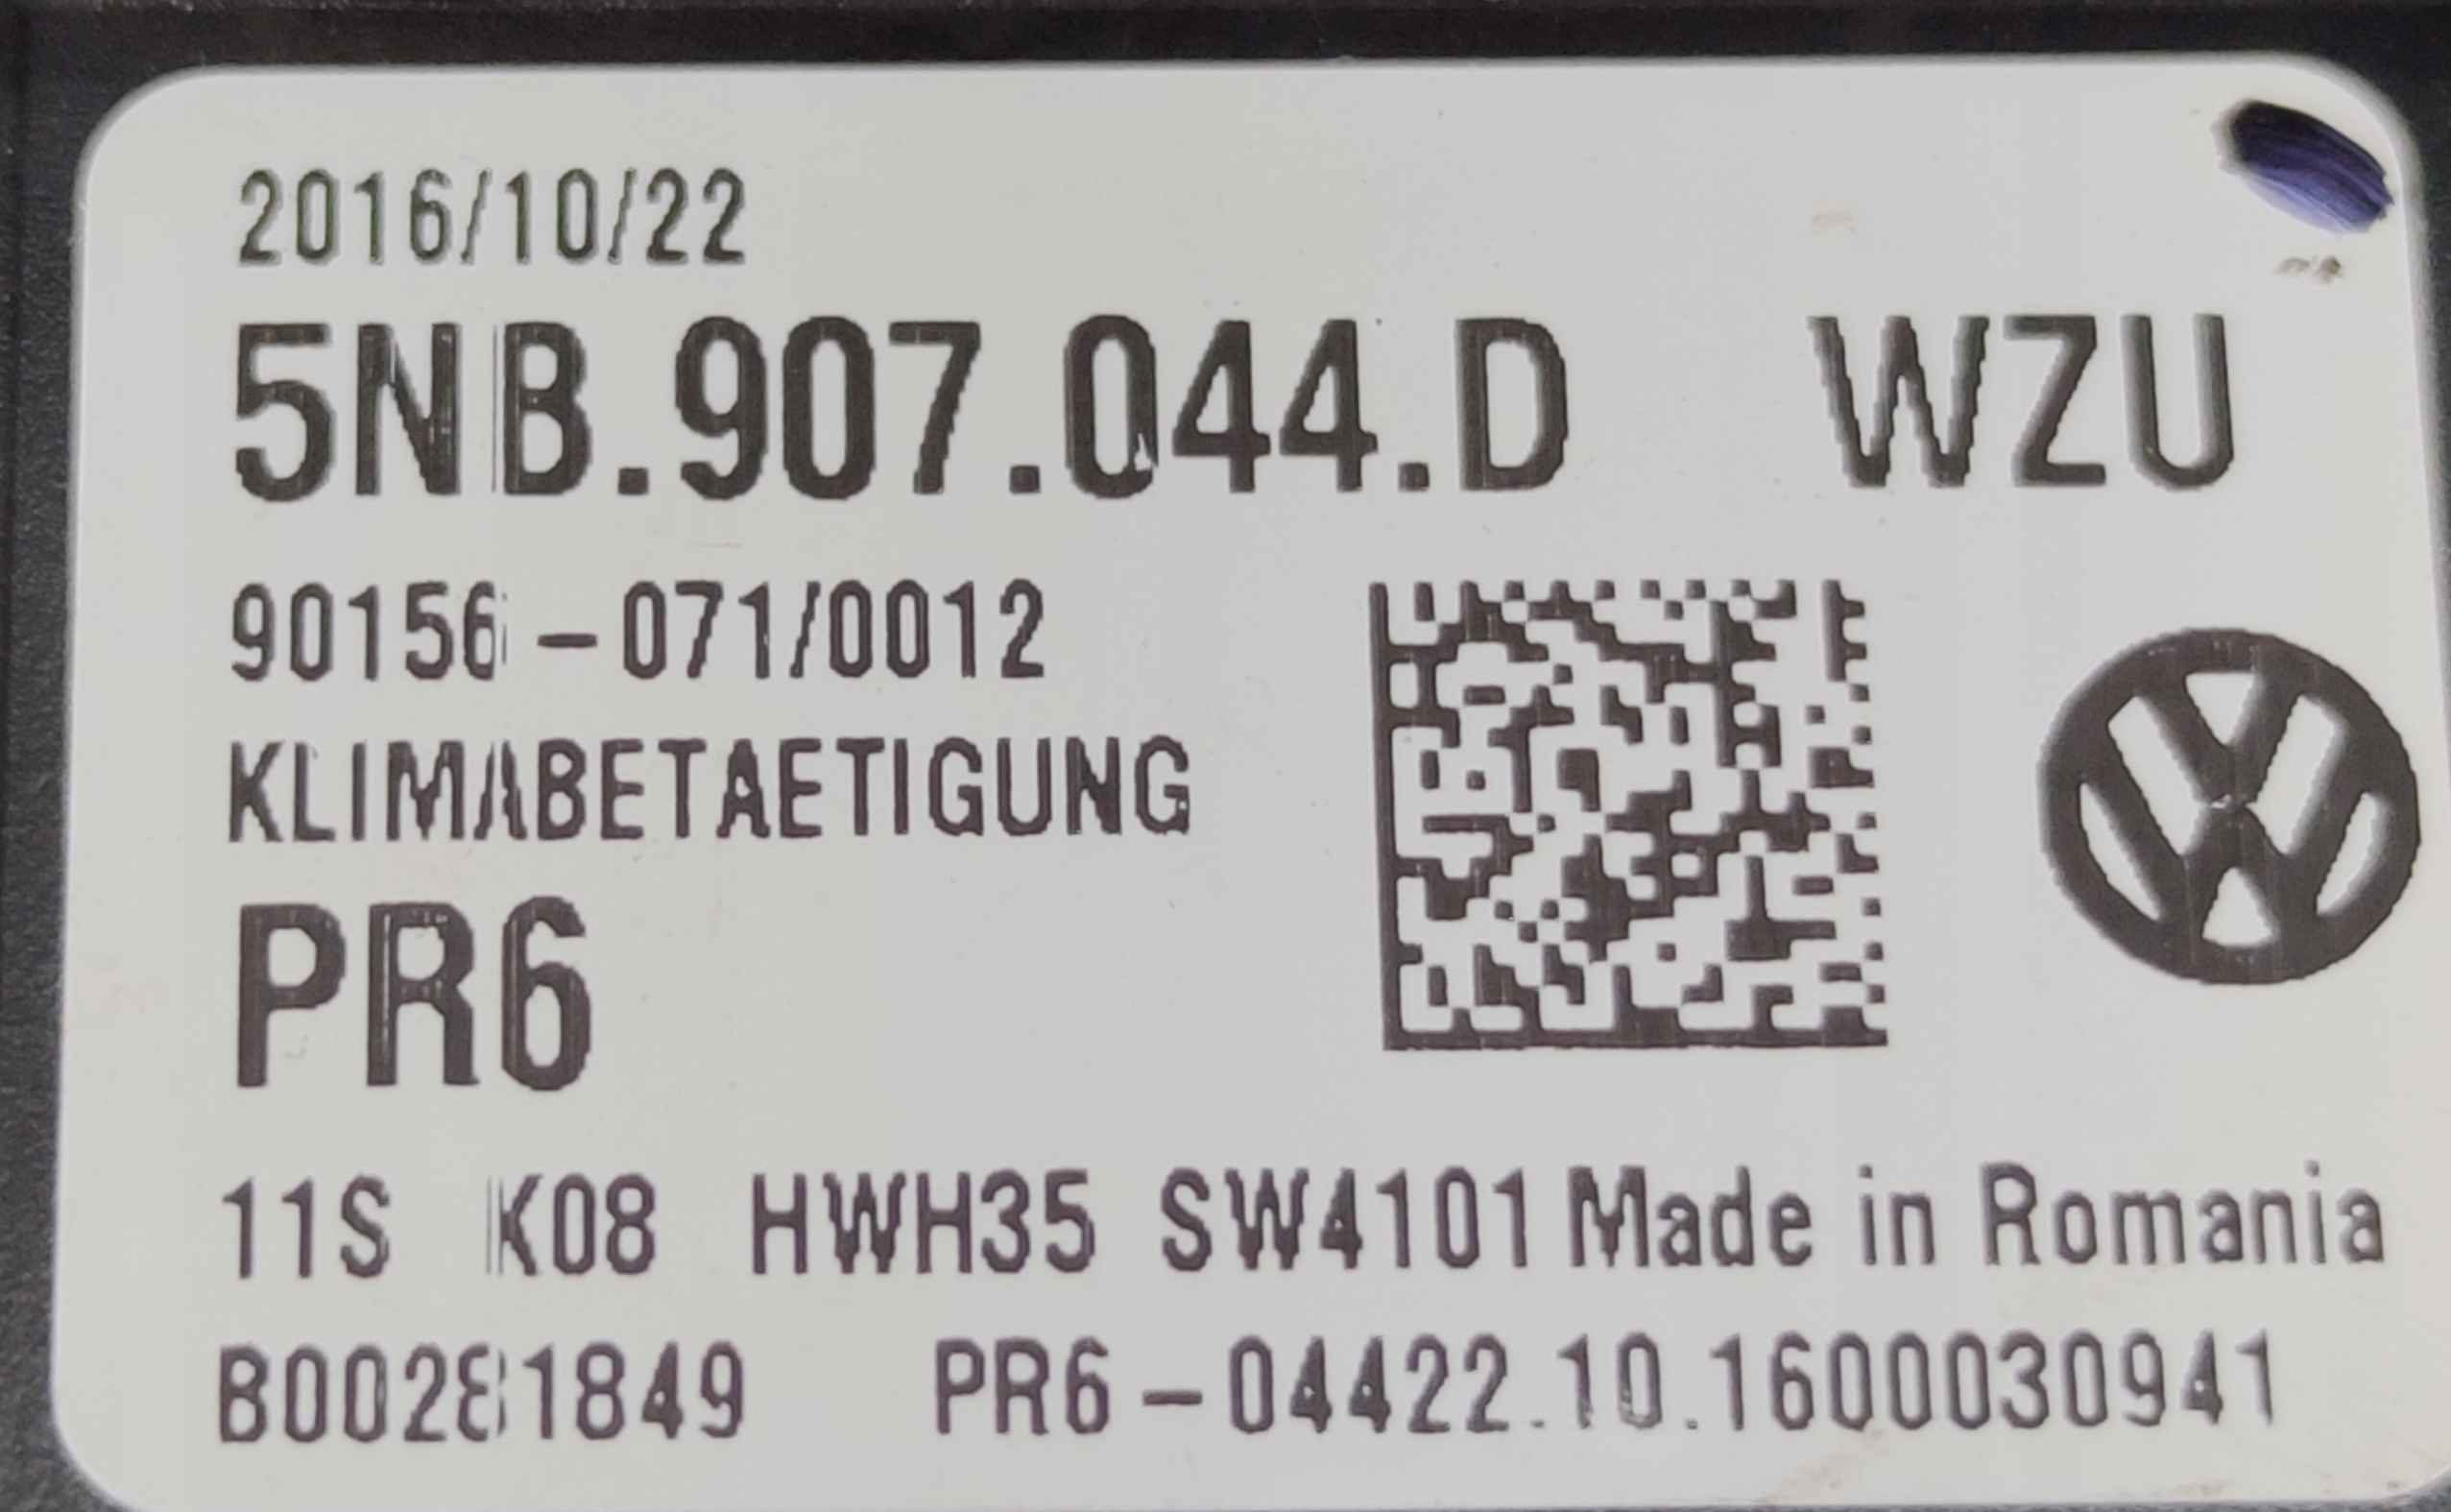 2016/10/22
5NB.907.044.D WZU
90156-071/0012
KLIMABETAETIGUNG
PR6
11S K08 HWH35 SW4101 Made in Romania
B00281849 PR6-04422.10.1600030941